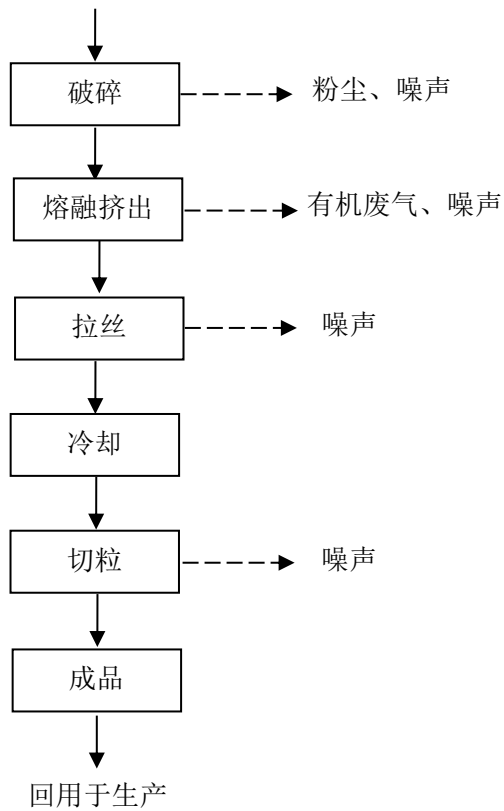 破碎
粉尘、噪声
熔融挤出
有机废气、噪声
拉丝
噪声
冷却
切粒
噪声
成品
回用于生产